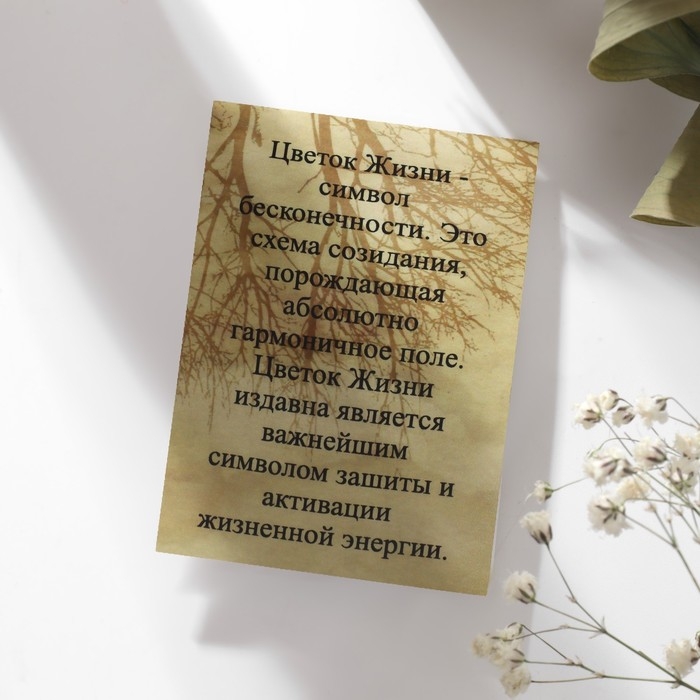 Цветок Жизни -
символ
бесконечности. Это
схема созидания,
порождающая
абсолютно
гармоничное поле.
Цветок Жизни
издавна является
важнейшим
символом зашиты и
активации
жизненной энергии.